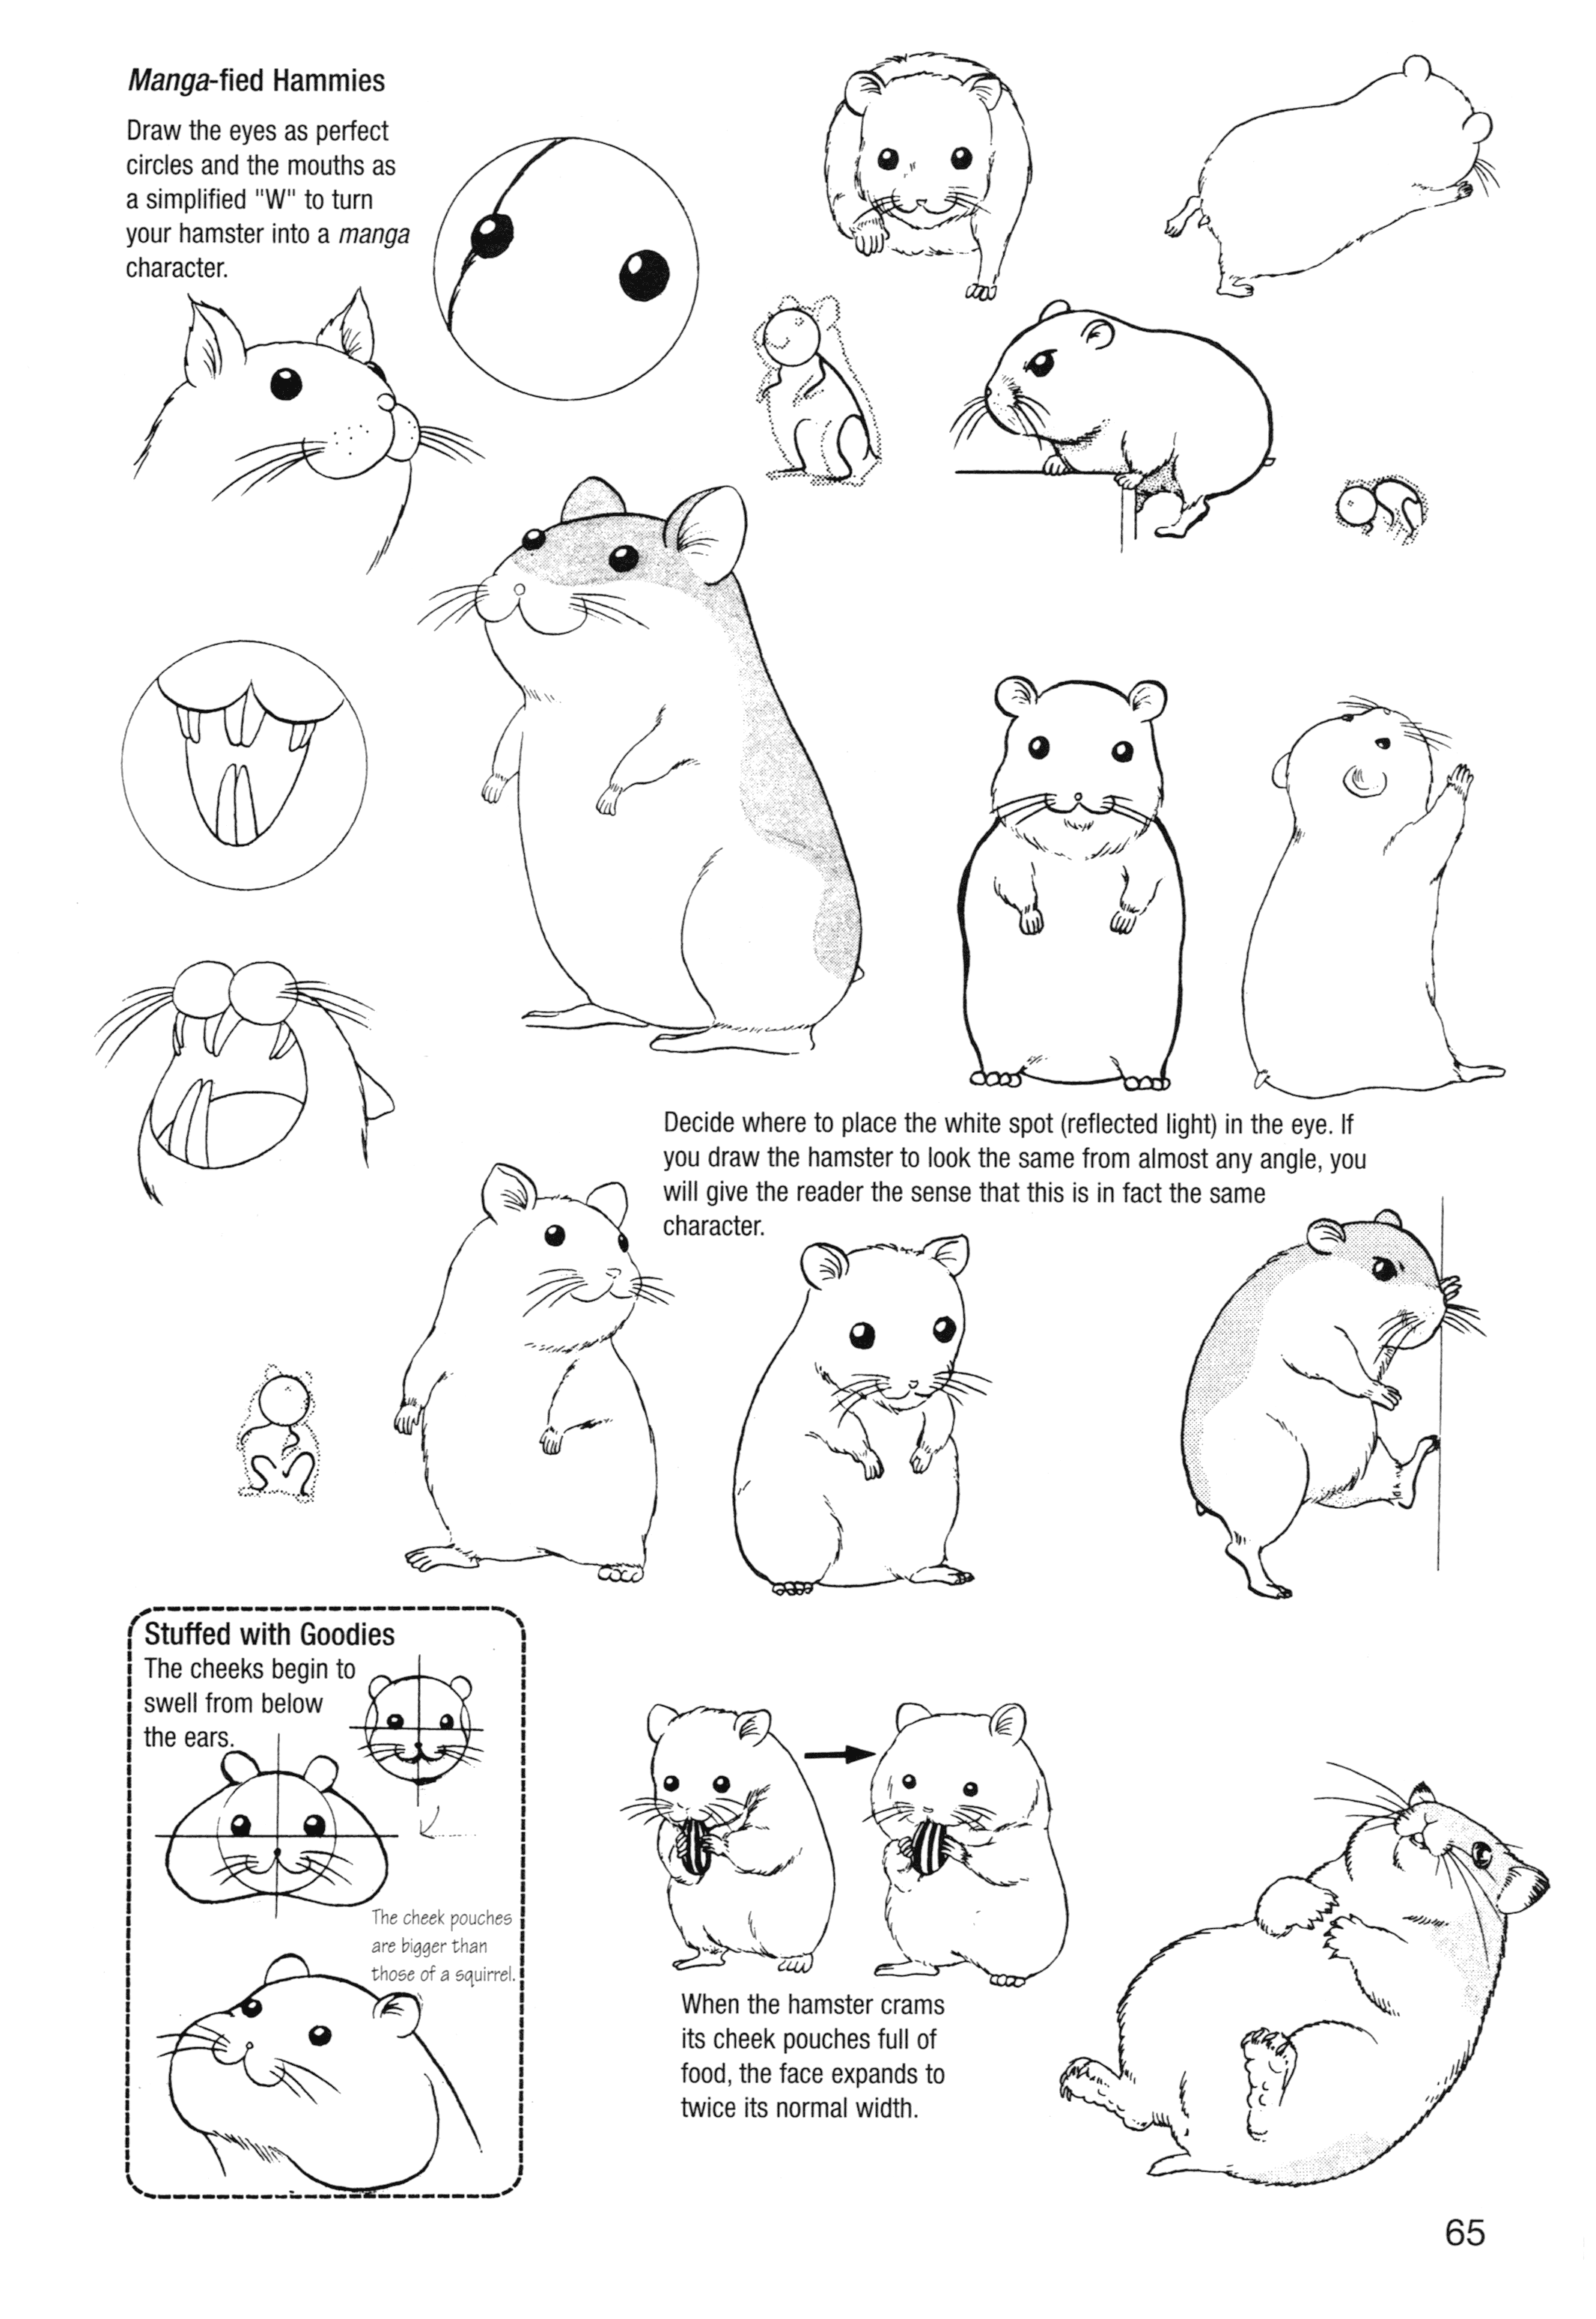 Manga-fied Hammies
Draw the eyes as perfect
circles and the mouths as
a simplified "W" to turn
your hamster into a manga
character.
Decide where to place the white spot (reflected light) in the eye. If
you draw the hamster to look the same from almost any angle, you
will give the reader the sense that this is in fact the same
character.
Stuffed with Goodies
The cheeks begin to
swell from below
the ears.
The cheek pouches
are bigger than
those of a squirrel.
When the hamster crams
its cheek pouches full of
food, the face expands to
twice its normal width.
65